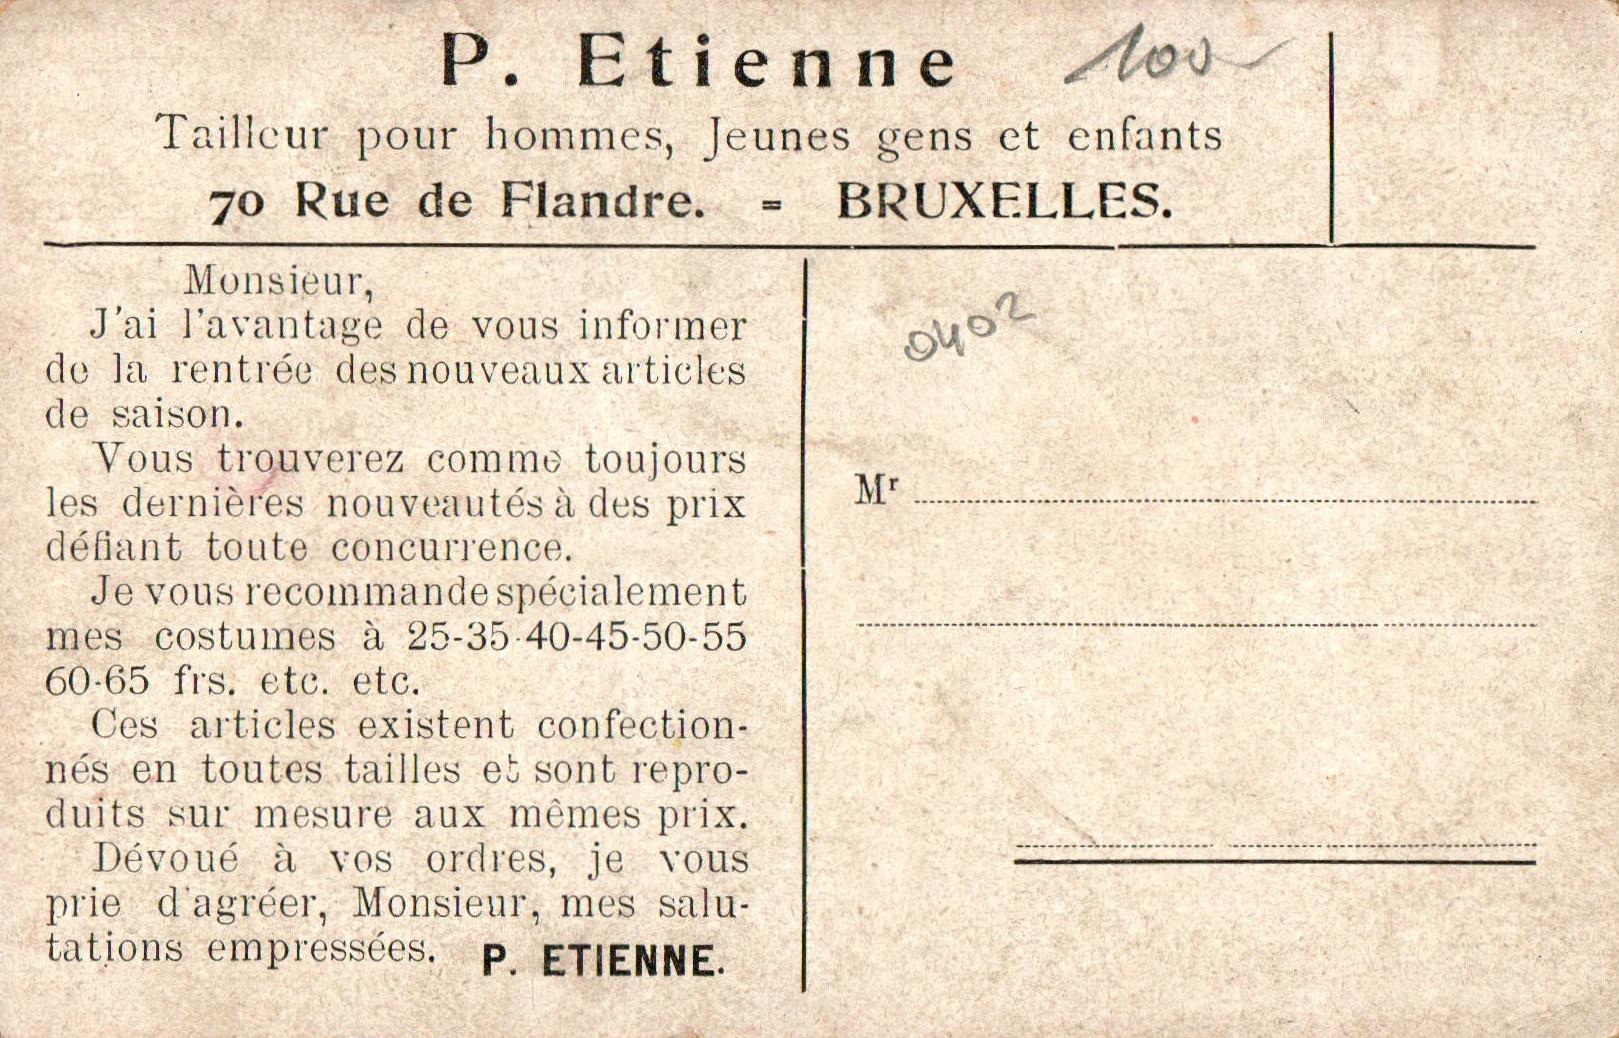 P. Etienne
100
Tailleur pour hommes, Jeunes gens et enfants
70 Rue de Flandre. = BRUXELLES.
Monsieur,
J'ai l'avantage de vous informer
de la rentrée des nouveaux articles
de saison.
Vous trouverez comme toujours
les dernières nouveautés à des prix
défiant toute concurrence.
Je vous recommande spécialement
mes costumes à 25-35-40-45-50-55
60-65 frs. etc. etc.
Ces articles existent confection-
nés en toutes tailles et sont repro-
duits sur mesure aux mêmes prix.
Dévoué à vos ordres, je vous
prie d'agréer, Monsieur, mes salu-
tations empressées. P. ETIENNE.
0402
Mr